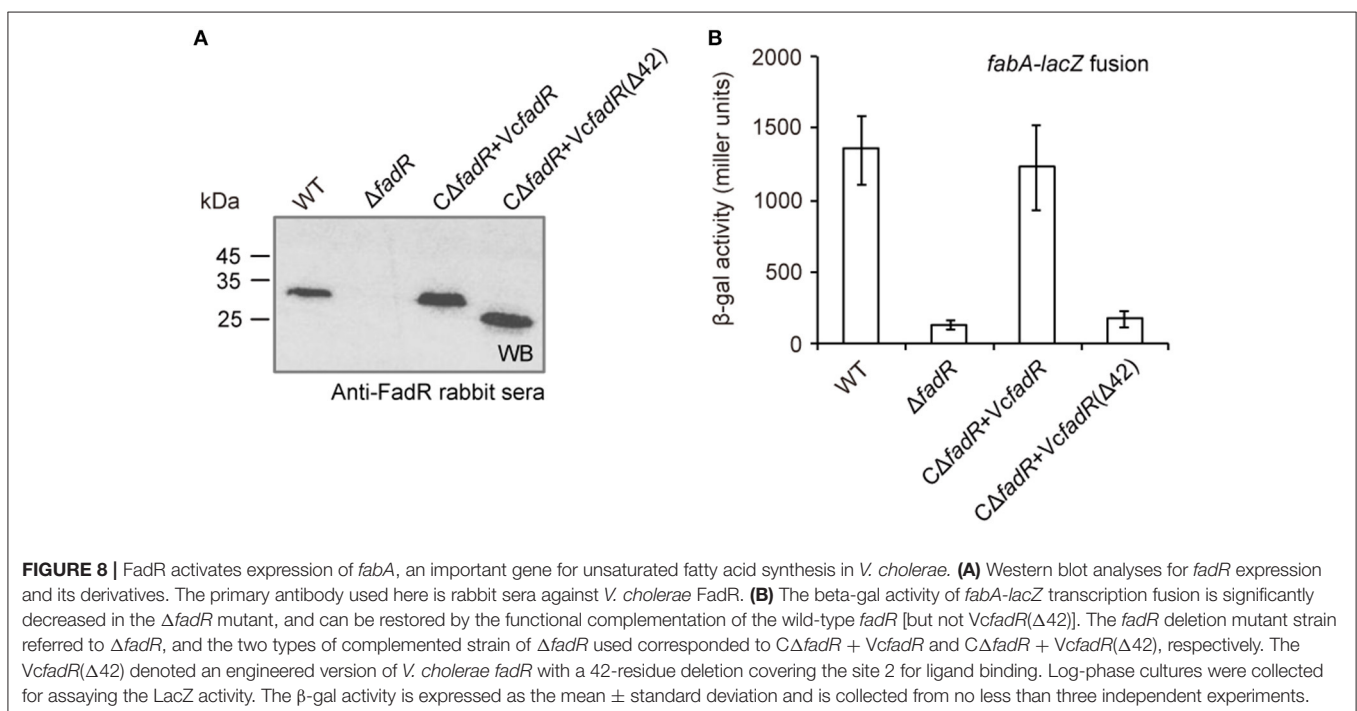 A
kDa
WT
ΔfadR
CΔfadR+VcfadR
CΔfadR+VcfadR(Δ42)
45
35
25
WB
Anti-FadR rabbit sera
B
fabA-lacZ fusion
β-gal activity (miller units)
2000
1500
1000
500
0
WT
ΔfadR
CΔfadR+VcfadR
CΔfadR+VcfadR(Δ42)
FIGURE 8 | FadR activates expression of fabA, an important gene for unsaturated fatty acid synthesis in V. cholerae. (A) Western blot analyses for fadR expression
and its derivatives. The primary antibody used here is rabbit sera against V. cholerae FadR. (B) The beta-gal activity of fabA-lacZ transcription fusion is significantly
decreased in the ΔfadR mutant, and can be restored by the functional complementation of the wild-type fadR [but not VcfadR(Δ42)]. The fadR deletion mutant strain
referred to ΔfadR, and the two types of complemented strain of ΔfadR used corresponded to CΔfadR + VcfadR and CΔfadR + VcfadR(Δ42), respectively. The
VcfadR(Δ42) denoted an engineered version of V. cholerae fadR with a 42-residue deletion covering the site 2 for ligand binding. Log-phase cultures were collected
for assaying the LacZ activity. The β-gal activity is expressed as the mean ± standard deviation and is collected from no less than three independent experiments.